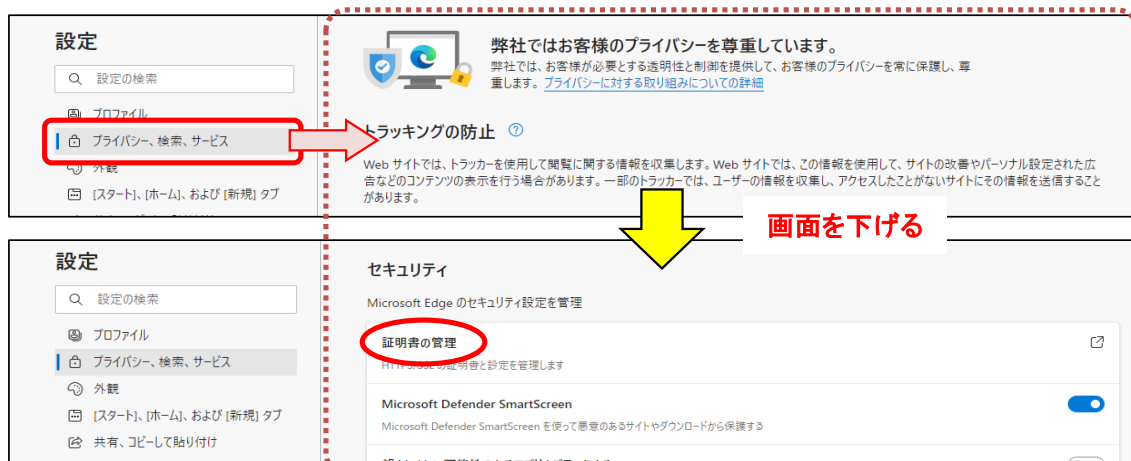 設定
設定の検索
プロファイル
プライバシー、検索、サービス
外観
[スタート]、[ホーム]、および [新規] タブ
弊社ではお客様のプライバシーを尊重しています。
弊社では、お客様が必要とする透明性と制御を提供して、お客様のプライバシーを常に保護し、尊
重します。 プライバシーに対する取り組みについての詳細
トラッキングの防止
Web サイトでは、トラッカーを使用して閲覧に関する情報を収集します。Web サイトでは、この情報を使用して、サイトの改善やパーソナル設定された広
告などのコンテンツの表示を行う場合があります。一部のトラッカーでは、ユーザーの情報を収集し、アクセスしたことがないサイトにその情報を送信すること
があります。
画面を下げる
設定
設定の検索
プロファイル
プライバシー、検索、サービス
外観
[スタート]、[ホーム]、および [新規] タブ
共有、コピーして貼り付け
セキュリティ
Microsoft Edge のセキュリティ設定を管理
証明書の管理
HTTPS/SSL の証明書と設定を管理します
Microsoft Defender SmartScreen
Microsoft Defender SmartScreen を使って悪意のあるサイトやダウンロードから保護する